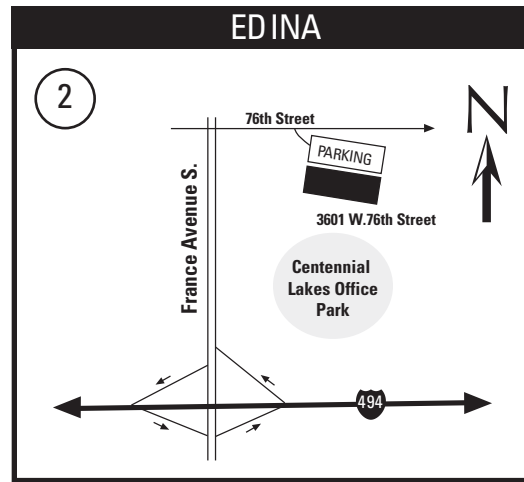 EDINA
2
N
76th Street
PARKING
3601 W.76th Street
France Avenue S.
Centennial
Lakes Office
Park
494